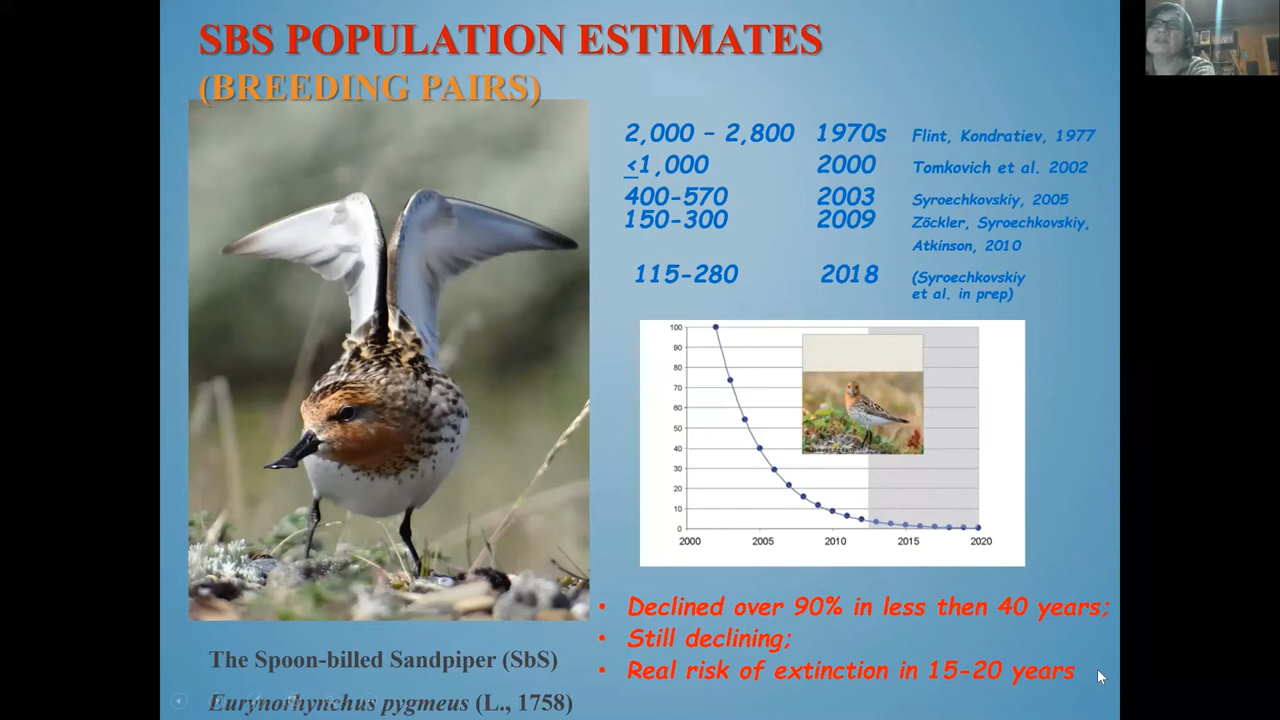 SBS POPULATION ESTIMATES
(BREEDING PAIRS)
2,000 – 2,800 1970s Flint, Kondratiev, 1977
<1,000 2000 Tomkovich et al. 2002
400-570 2003 Syroechkovskiy, 2005
150-300 2009 Zöckler, Syroechkovskiy,
Atkinson, 2010
115-280 2018 (Syroechkovskiy
et al. in prep)
100
90
80
70
60
50
40
30
20
10
0
2000 2005 2010 2015 2020
• Declined over 90% in less then 40 years;
• Still declining;
• Real risk of extinction in 15-20 years
The Spoon-billed Sandpiper (SbS)
Eurynorhynchus pygmeus (L., 1758)